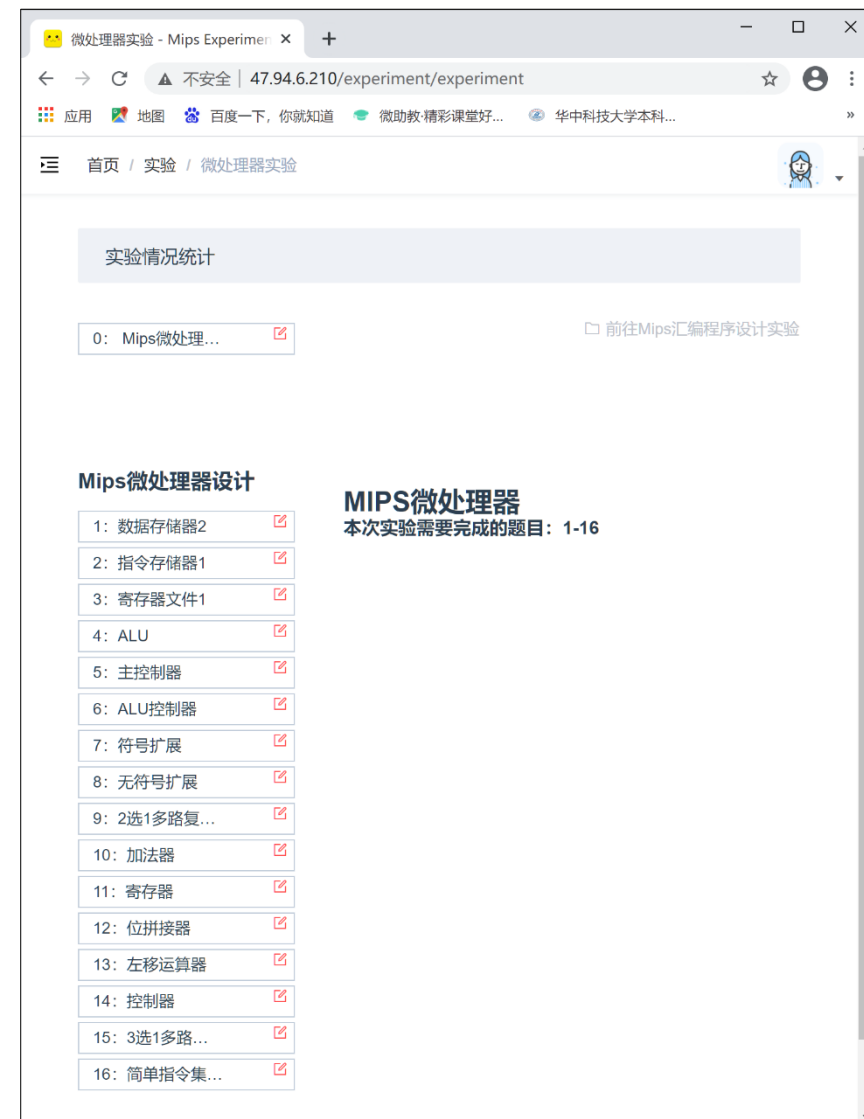 微处理器实验 - Mips Experimen
不安全 | 47.94.6.210/experiment/experiment
应用 地图 百度一下，你就知道 微助教·精彩课堂好... 华中科技大学本科... »
首页 / 实验 / 微处理器实验
实验情况统计
0： Mips微处理...
前往Mips汇编程序设计实验
Mips微处理器设计
MIPS微处理器
本次实验需要完成的题目：1-16
1：数据存储器2
2：指令存储器1
3：寄存器文件1
4：ALU
5：主控制器
6：ALU控制器
7：符号扩展
8：无符号扩展
9：2选1多路复...
10：加法器
11：寄存器
12：位拼接器
13：左移运算器
14：控制器
15：3选1多路...
16：简单指令集...